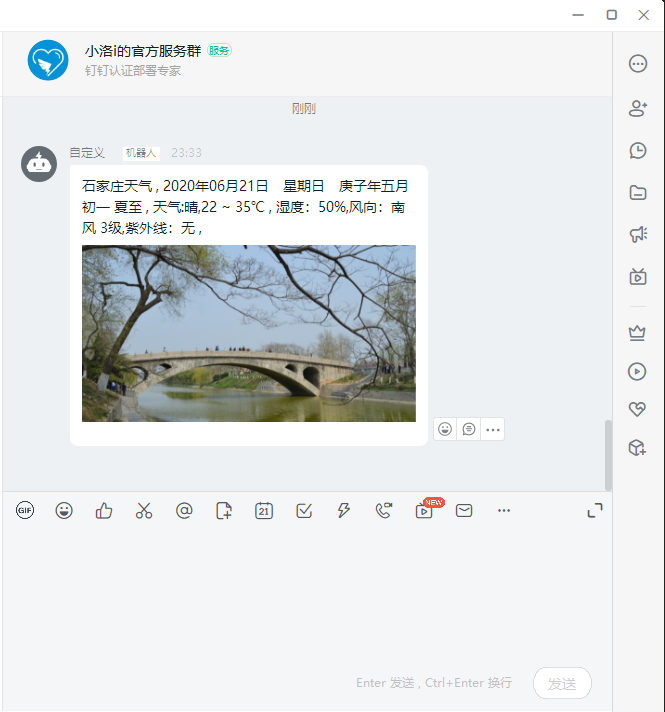 小洛i的官方服务群 服务
钉钉认证部署专家
刚刚
自定义 机器人 23:33
石家庄天气 , 2020年06月21日 星期日 庚子年五月
初一 夏至 , 天气:晴,22 ~ 35℃ , 湿度：50%,风向：南
风 3级,紫外线：无 ,
GIF 21 NEW
Enter 发送 , Ctrl+Enter 换行 发送